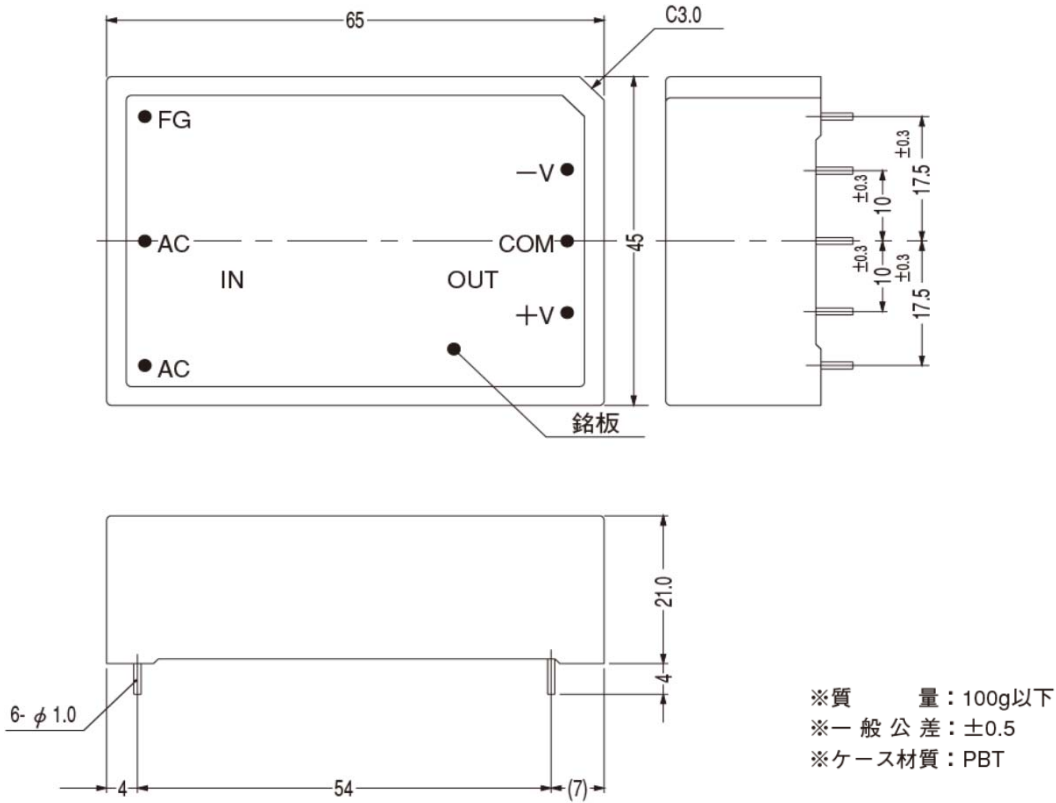 65
C3.0
FG
−V
AC
COM
45
IN
OUT
+V
AC
銘板
±0.3
17.5
±0.3
10
±0.3
10
±0.3
17.5
21.0
4
6- φ 1.0
4
54
(7)
※質 量：100g以下
※一 般 公 差：±0.5
※ケース材質：PBT